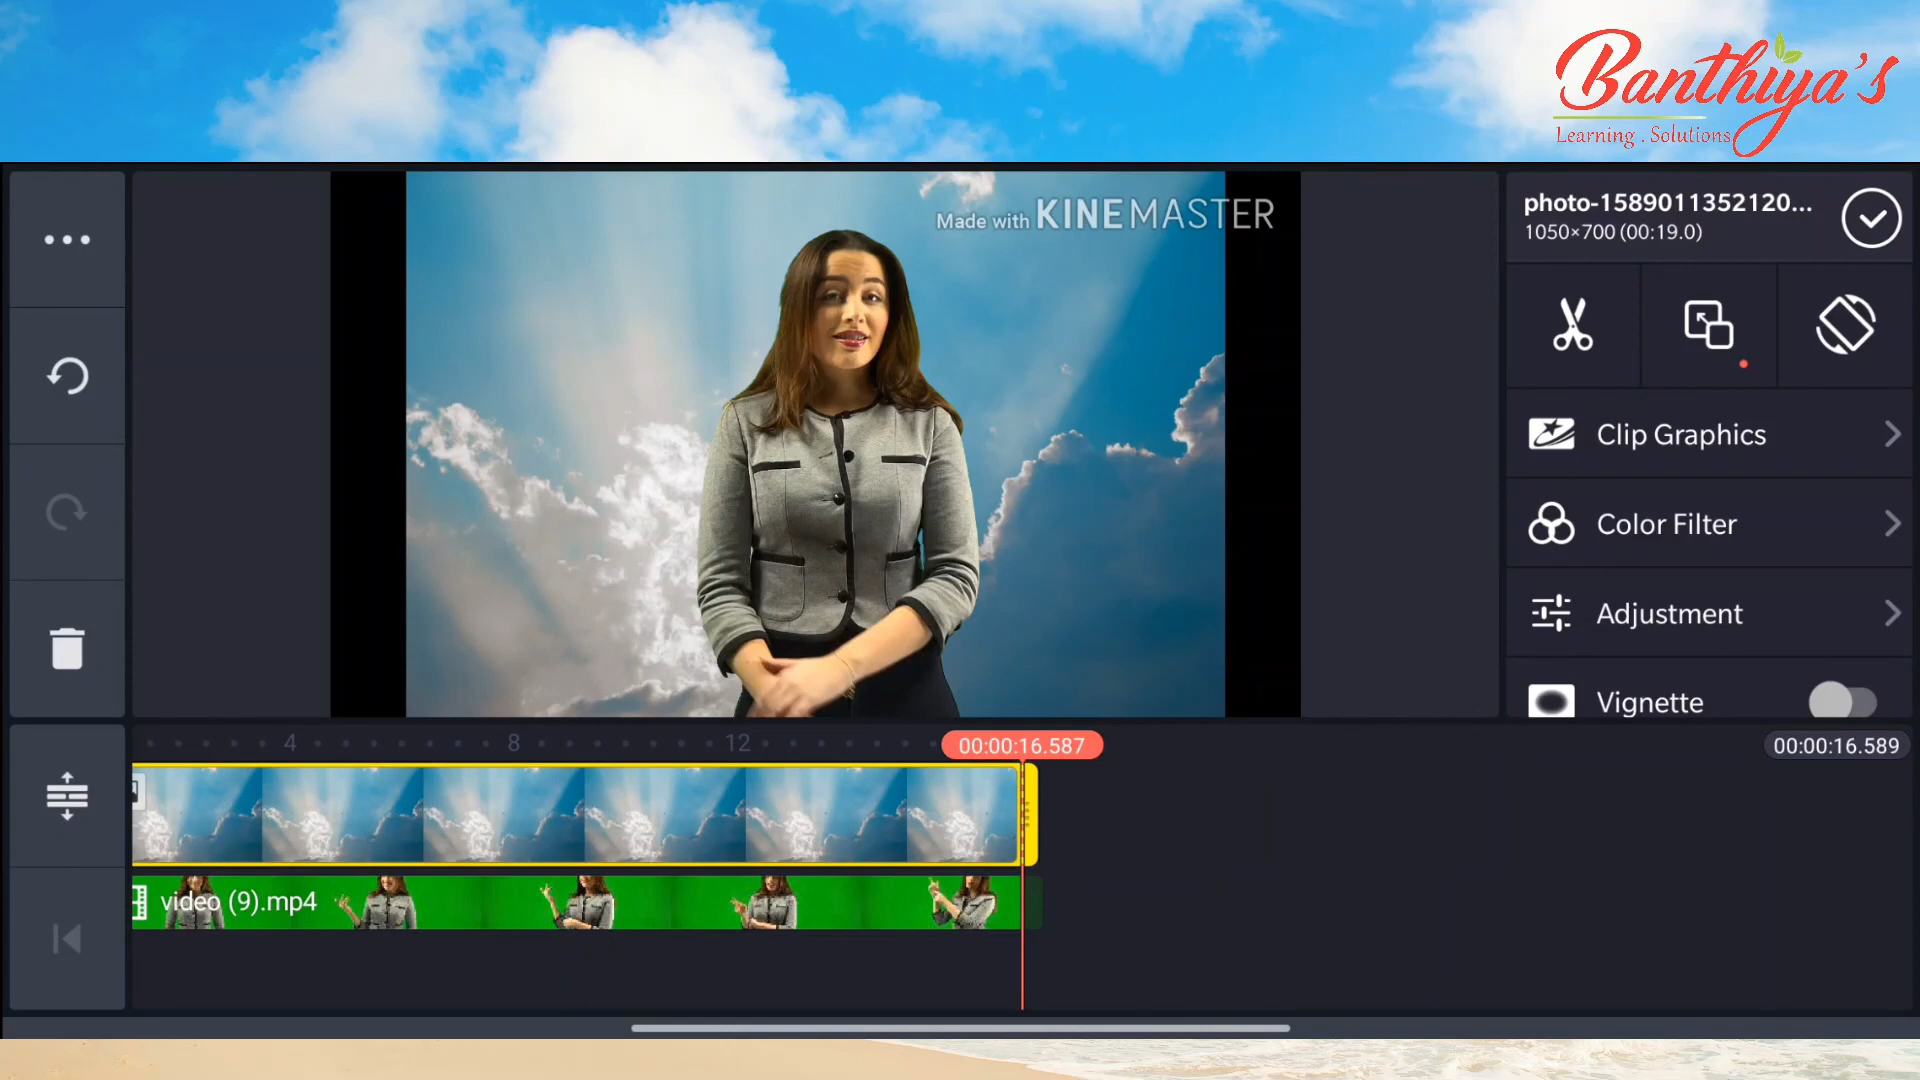 Banthiya's
Learning . Solutions
Made with KINEMASTER
photo-1589011352120...
1050×700 (00:19.0)
Clip Graphics
Color Filter
Adjustment
Vignette
4
8
12
00:00:16.587
00:00:16.589
video (9).mp4